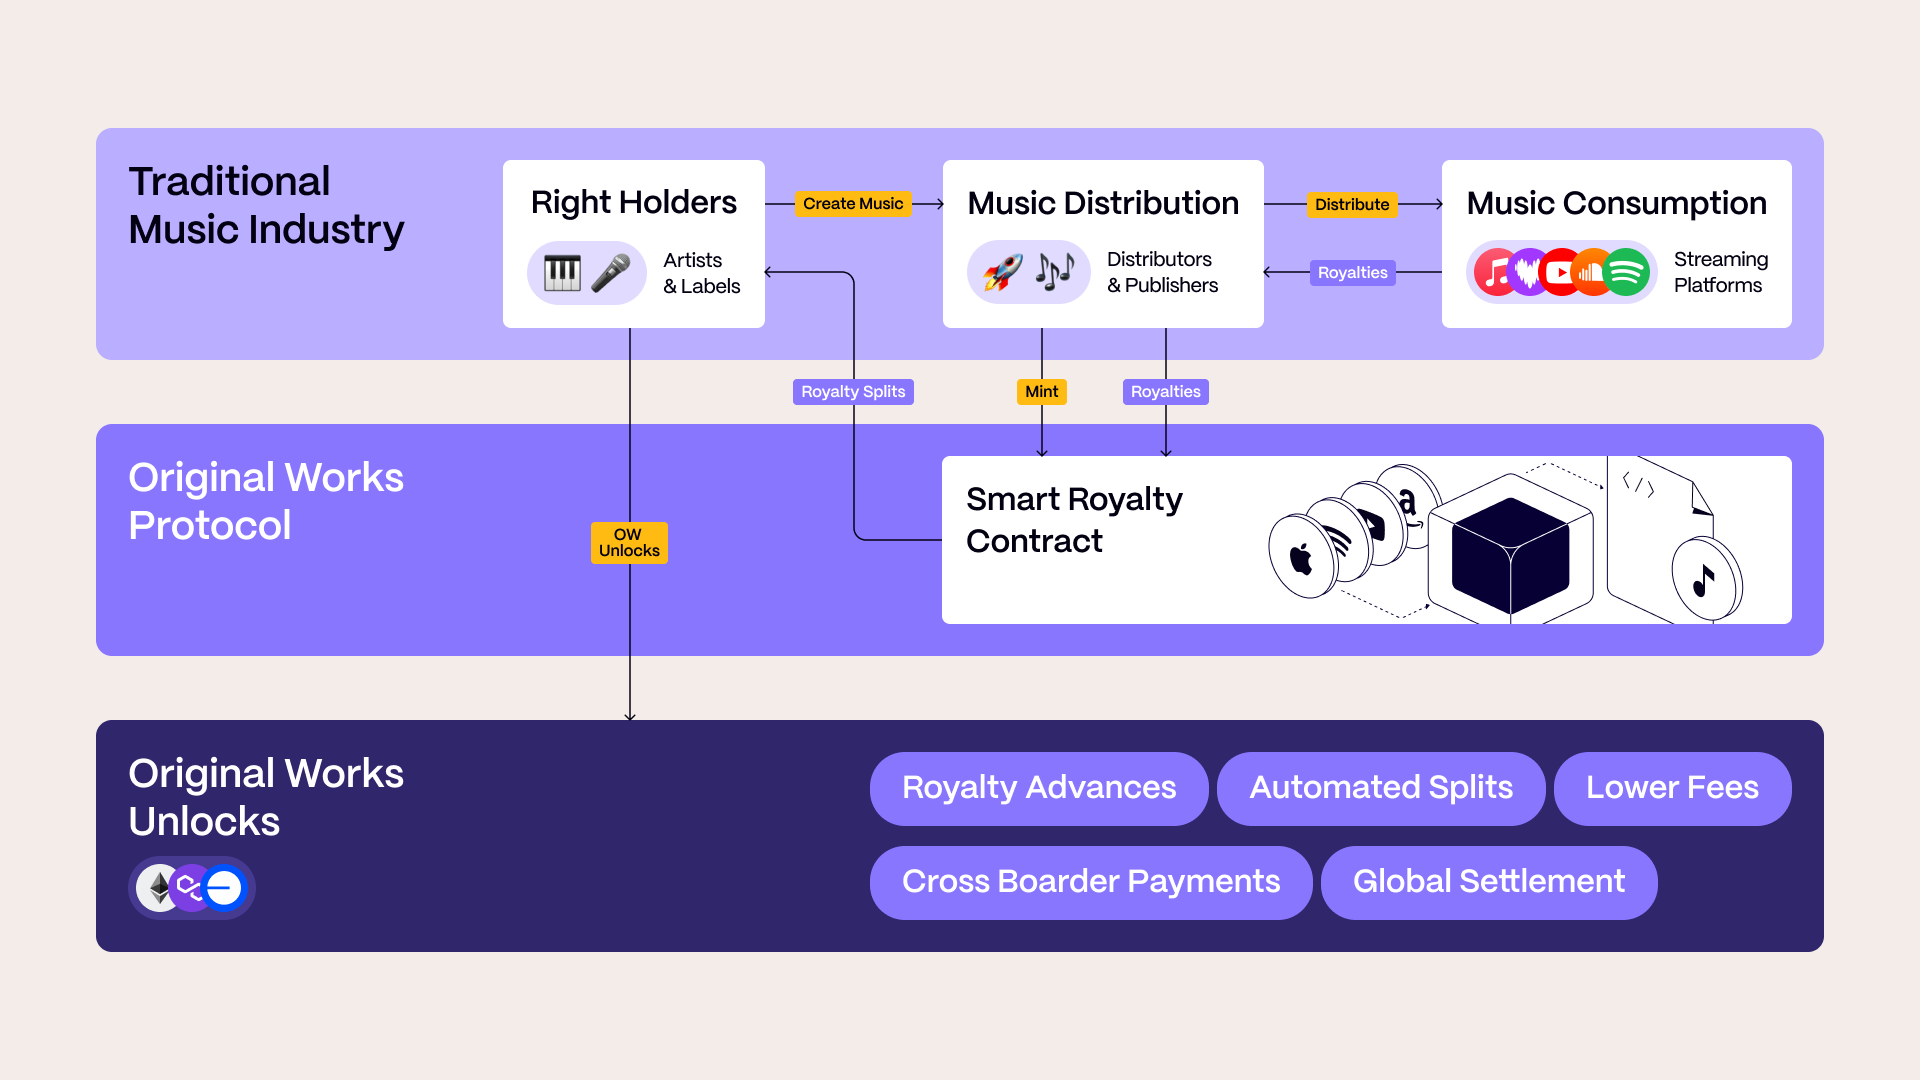 Traditional
Music Industry
Right Holders
Artists
& Labels
Create Music
Music Distribution
Distributors
& Publishers
Distribute
Royalties
Music Consumption
Streaming
Platforms
Royalty Splits
Mint
Royalties
Original Works
Protocol
OW
Unlocks
Smart Royalty
Contract
a
</>
Original Works
Unlocks
Royalty Advances
Automated Splits
Lower Fees
Cross Boarder Payments
Global Settlement